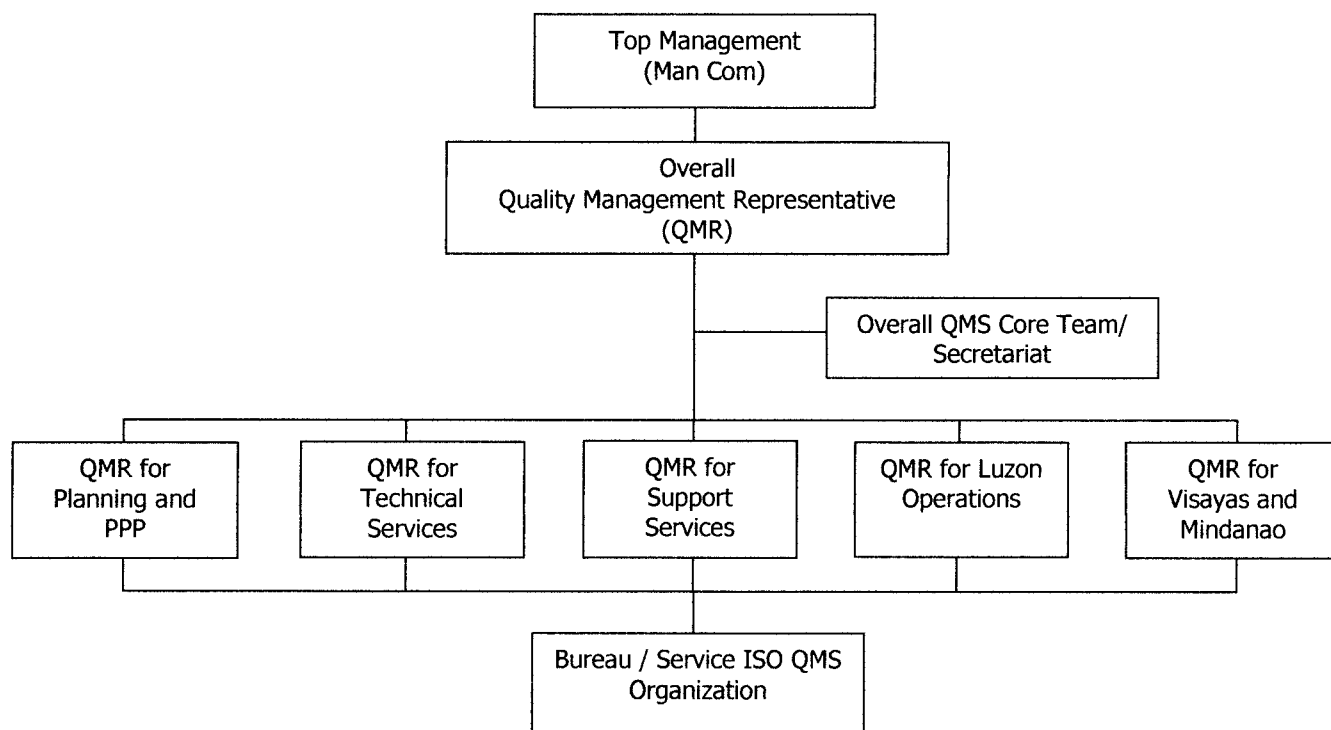 Top Management
(Man Com)
Overall
Quality Management Representative
(QMR)
Overall QMS Core Team/
Secretariat
QMR for
Planning and
PPP
QMR for
Technical
Services
QMR for
Support
Services
QMR for Luzon
Operations
QMR for
Visayas and
Mindanao
Bureau / Service ISO QMS
Organization